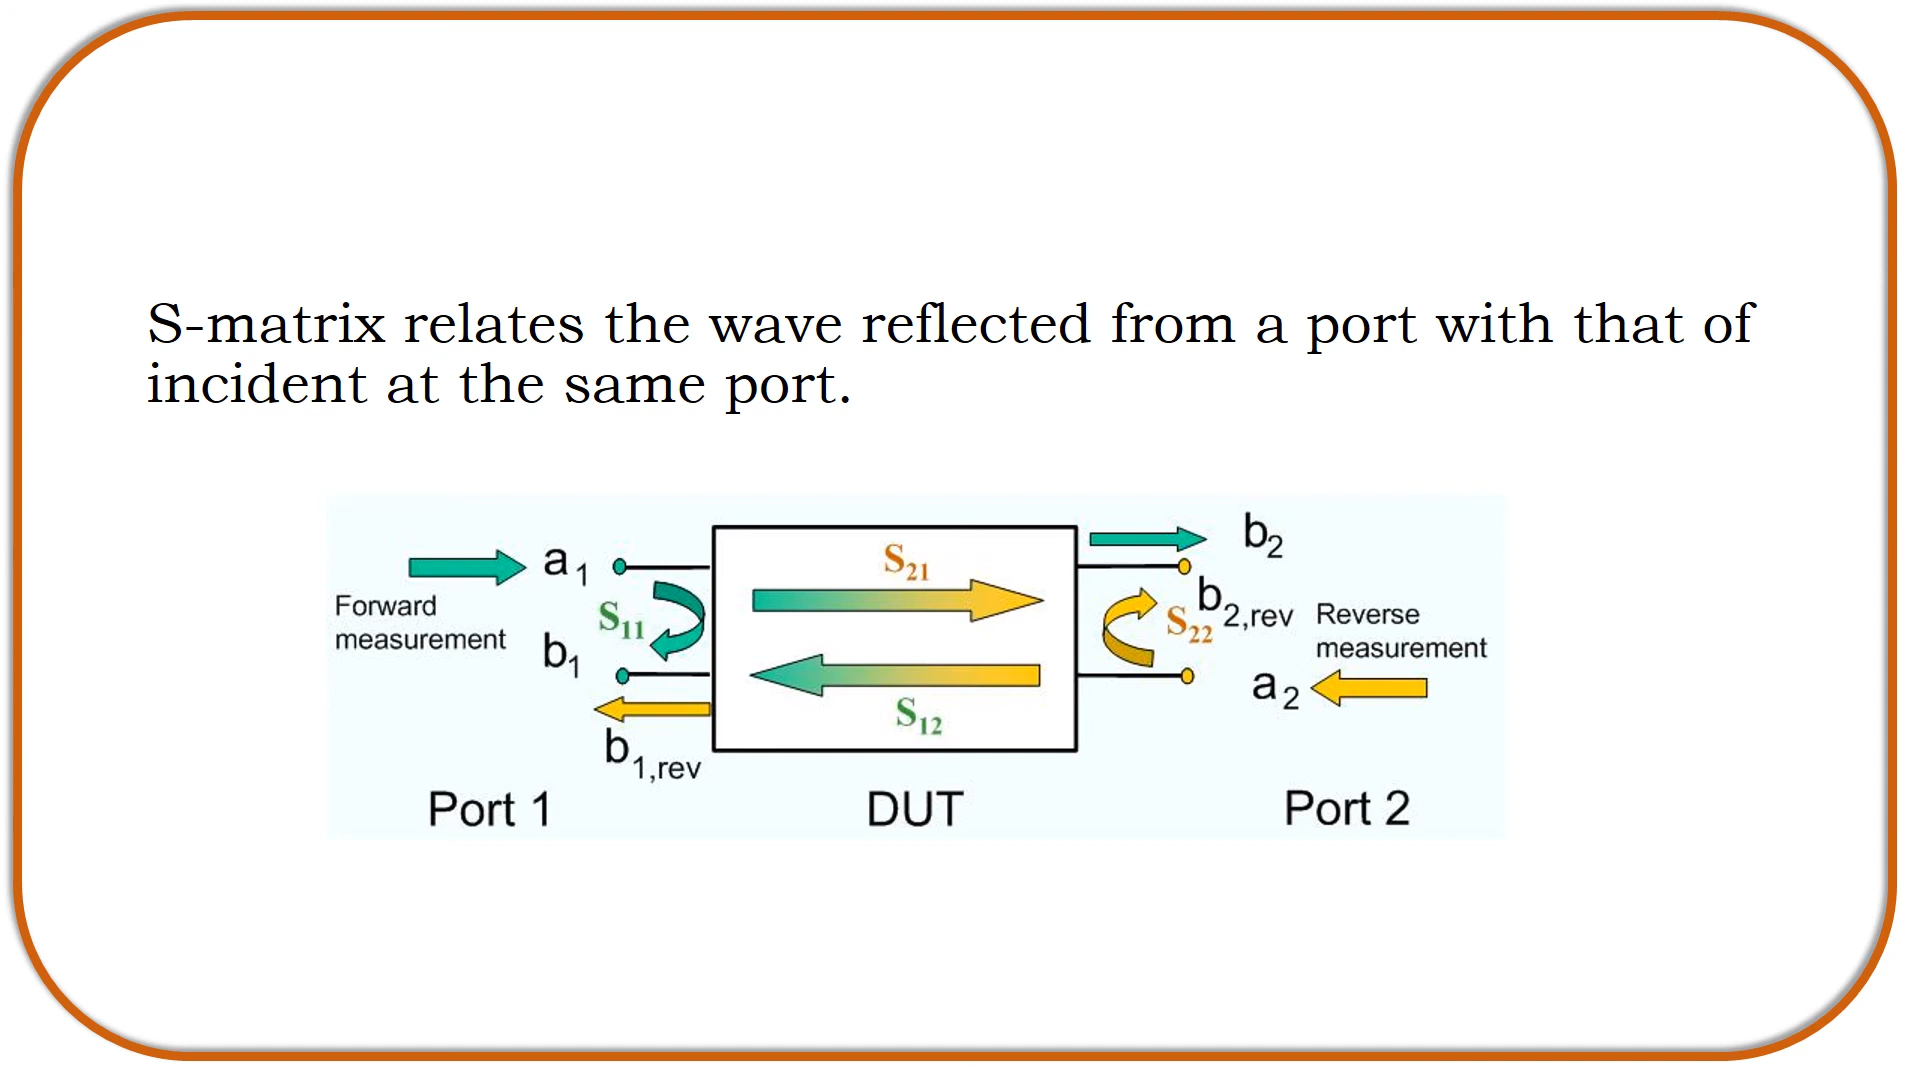 S-matrix relates the wave reflected from a port with that of
incident at the same port.
a1
Forward
measurement
S11
b1
b1,rev
Port 1
S21
S12
DUT
b2
b2,rev
S22
Reverse
measurement
a2
Port 2